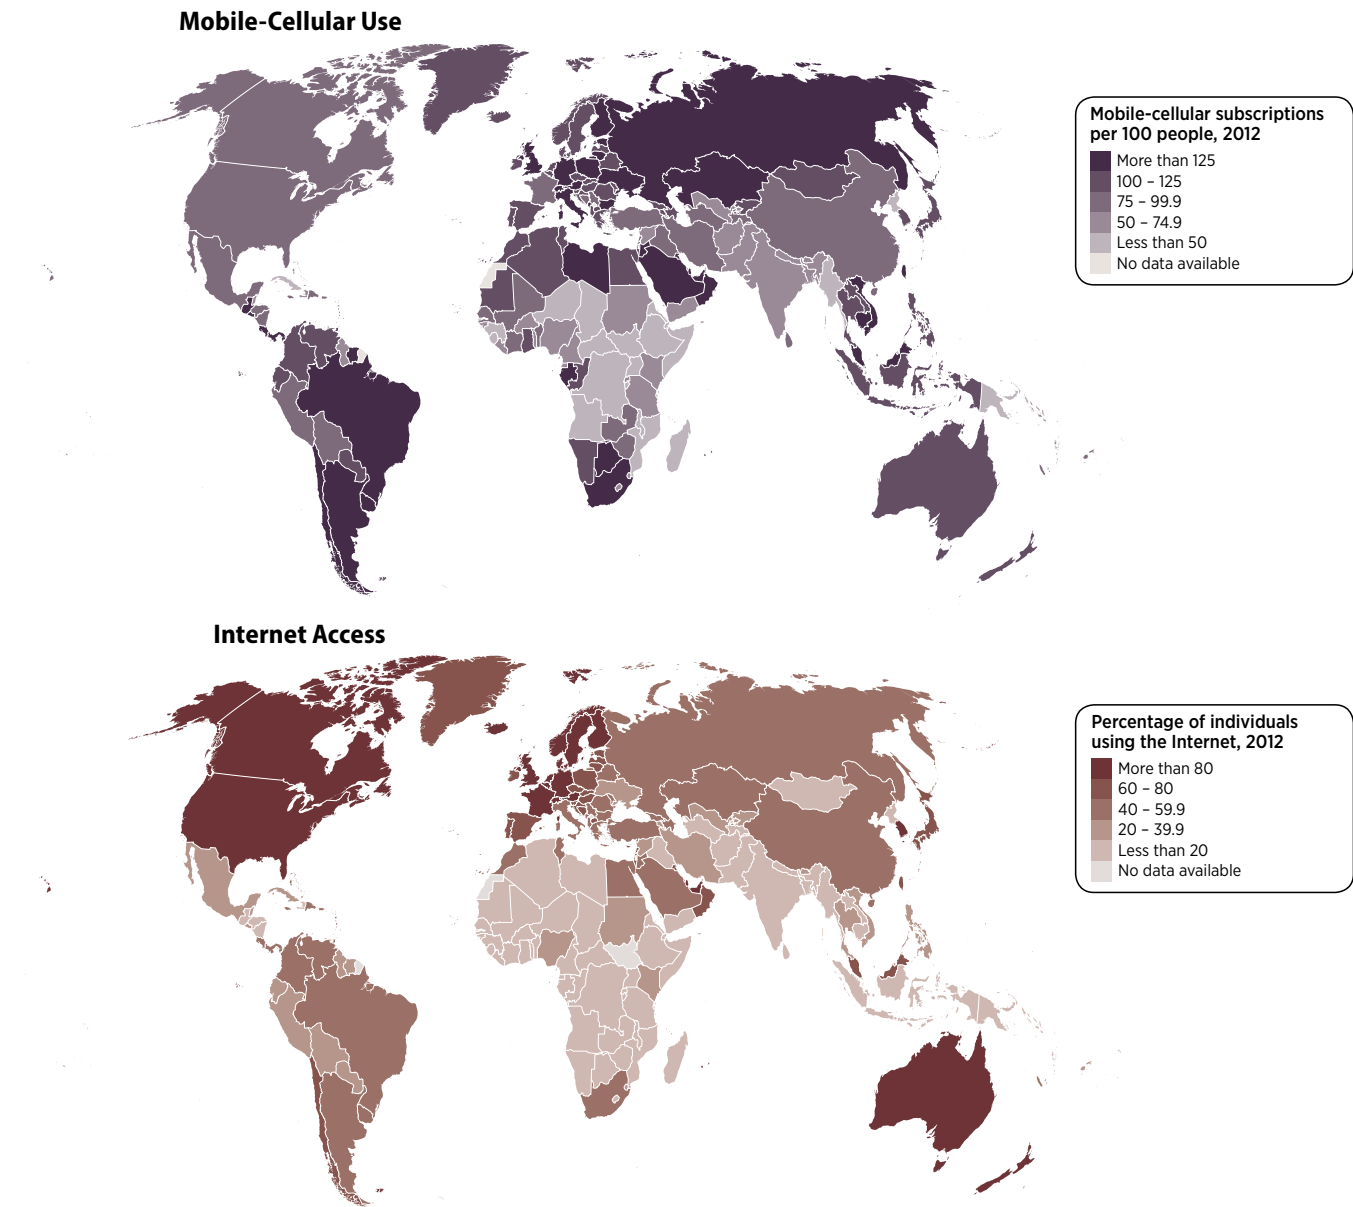 Mobile-Cellular Use
Mobile-cellular subscriptions
per 100 people, 2012
More than 125
100 – 125
75 – 99.9
50 – 74.9
Less than 50
No data available
Internet Access
Percentage of individuals
using the Internet, 2012
More than 80
60 – 80
40 – 59.9
20 – 39.9
Less than 20
No data available